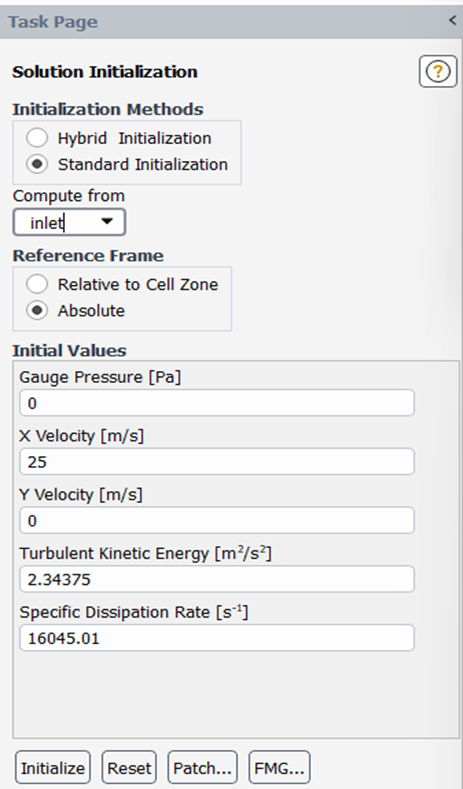 Task Page <
Solution Initialization ?
Initialization Methods
Hybrid Initialization
Standard Initialization
Compute from
inlet
Reference Frame
Relative to Cell Zone
Absolute
Initial Values
Gauge Pressure [Pa]
0
X Velocity [m/s]
25
Y Velocity [m/s]
0
Turbulent Kinetic Energy [m²/s²]
2.34375
Specific Dissipation Rate [s⁻¹]
16045.01
Initialize Reset Patch... FMG...